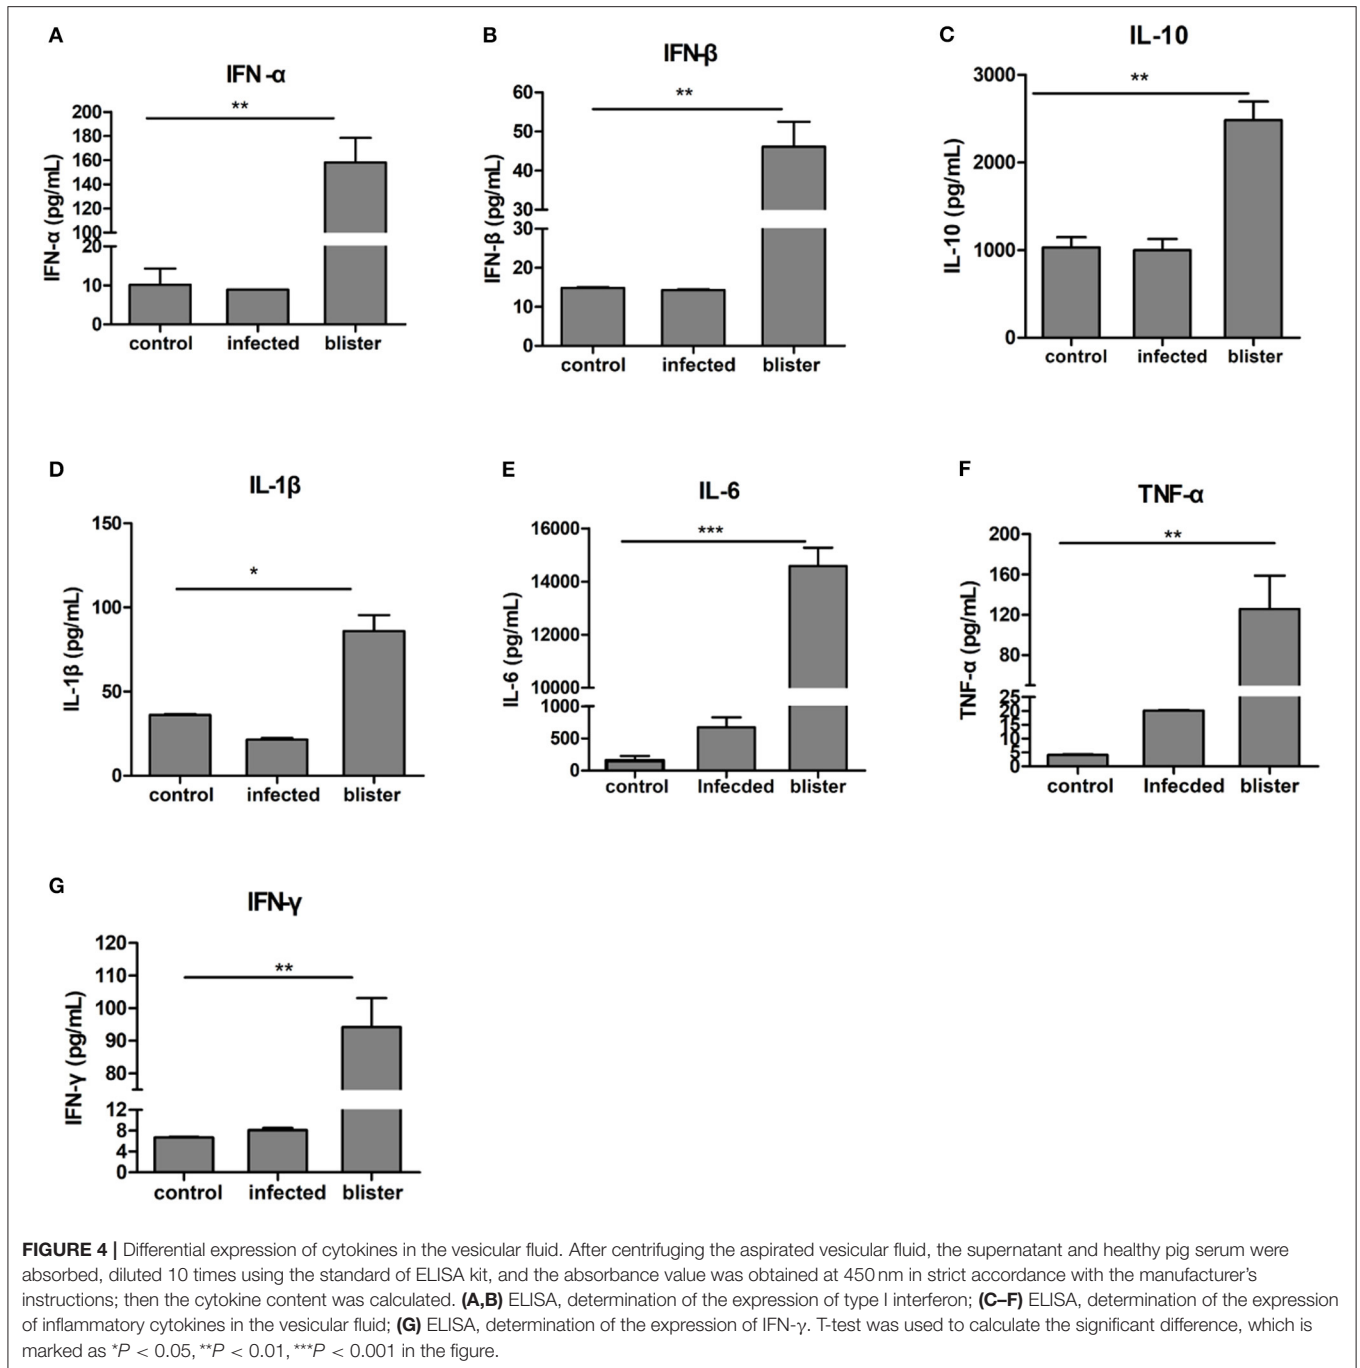 A
IFN-α
**
IFN-α (pg/mL)
200
180
160
140
120
100
20
10
0
control infected blister
B
IFN-β
**
IFN-β (pg/mL)
60
50
40
30
30
20
10
0
control infected blister
C
IL-10
**
IL-10 (pg/mL)
3000
2000
1000
0
control infected blister
D
IL-1β
*
IL-1β (pg/mL)
150
100
50
0
control infected blister
E
IL-6
***
IL-6 (pg/mL)
16000
14000
12000
10000
1000
500
0
control Infecded blister
F
TNF-α
**
TNF-α (pg/mL)
200
160
120
80
25
20
15
10
5
0
control Infecded blister
G
IFN-γ
**
IFN-γ (pg/mL)
120
110
100
90
80
12
8
4
0
control infected blister
FIGURE 4 | Differential expression of cytokines in the vesicular fluid. After centrifuging the aspirated vesicular fluid, the supernatant and healthy pig serum were
absorbed, diluted 10 times using the standard of ELISA kit, and the absorbance value was obtained at 450 nm in strict accordance with the manufacturer's
instructions; then the cytokine content was calculated. (A,B) ELISA, determination of the expression of type I interferon; (C–F) ELISA, determination of the expression
of inflammatory cytokines in the vesicular fluid; (G) ELISA, determination of the expression of IFN-γ. T-test was used to calculate the significant difference, which is
marked as *P < 0.05, **P < 0.01, ***P < 0.001 in the figure.